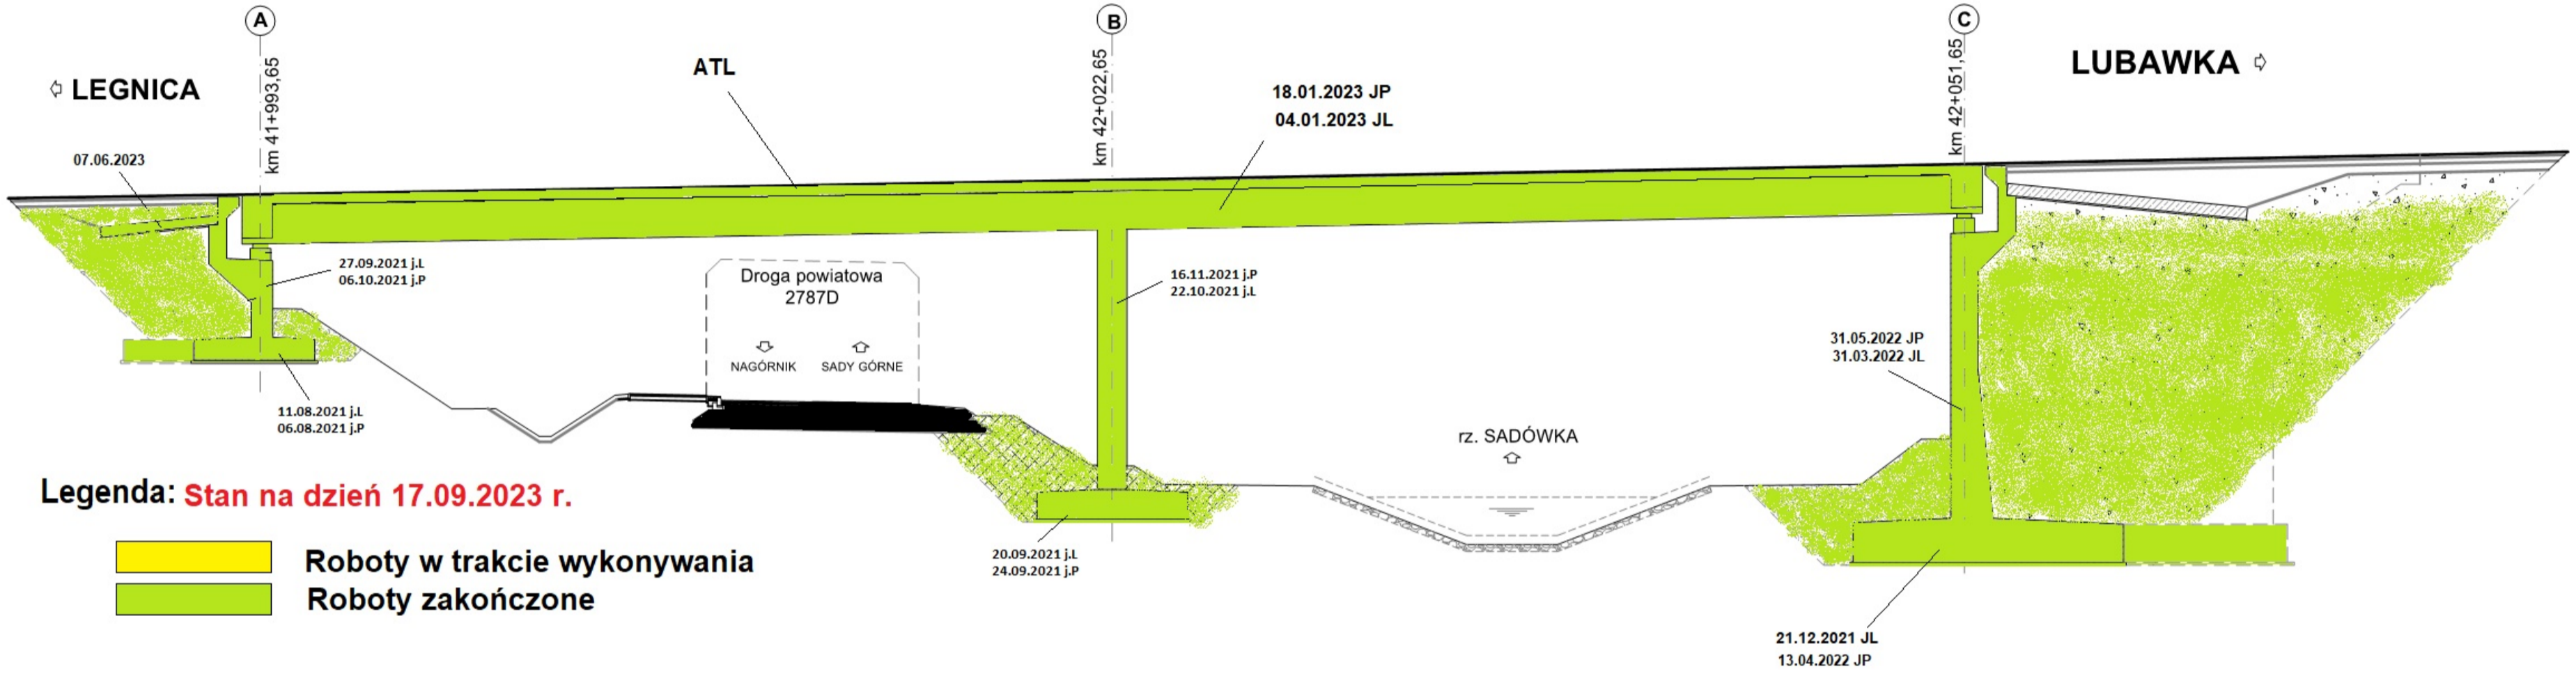 A
B
C
LEGNICA
km 41+993,65
ATL
km 42+022,65
18.01.2023 JP
04.01.2023 JL
km 42+051,65
LUBAWKA
07.06.2023
27.09.2021 j.L
06.10.2021 j.P
Droga powiatowa
2787D
NAGÓRNIK
SADY GÓRNE
16.11.2021 j.P
22.10.2021 j.L
31.05.2022 JP
31.03.2022 JL
11.08.2021 j.L
06.08.2021 j.P
rz. SADÓWKA
20.09.2021 j.L
24.09.2021 j.P
21.12.2021 JL
13.04.2022 JP
Legenda: Stan na dzień 17.09.2023 r.
Roboty w trakcie wykonywania
Roboty zakończone